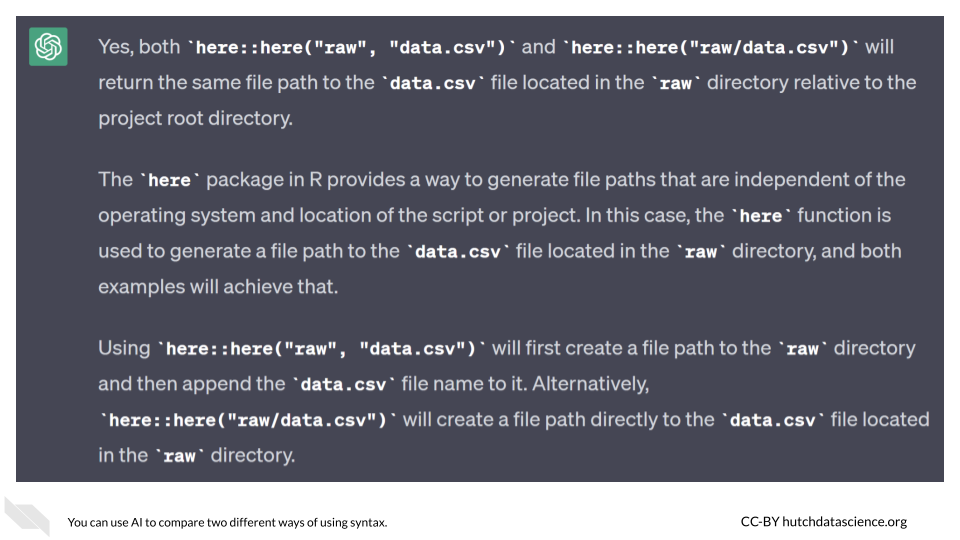 Yes, both `here::here("raw", "data.csv")` and `here::here("raw/data.csv")` will
return the same file path to the `data.csv` file located in the `raw` directory relative to the
project root directory.
The `here` package in R provides a way to generate file paths that are independent of the
operating system and location of the script or project. In this case, the `here` function is
used to generate a file path to the `data.csv` file located in the `raw` directory, and both
examples will achieve that.
Using `here::here("raw", "data.csv")` will first create a file path to the `raw` directory
and then append the `data.csv` file name to it. Alternatively,
`here::here("raw/data.csv")` will create a file path directly to the `data.csv` file located
in the `raw` directory.
You can use AI to compare two different ways of using syntax.
CC-BY hutchdatascience.org